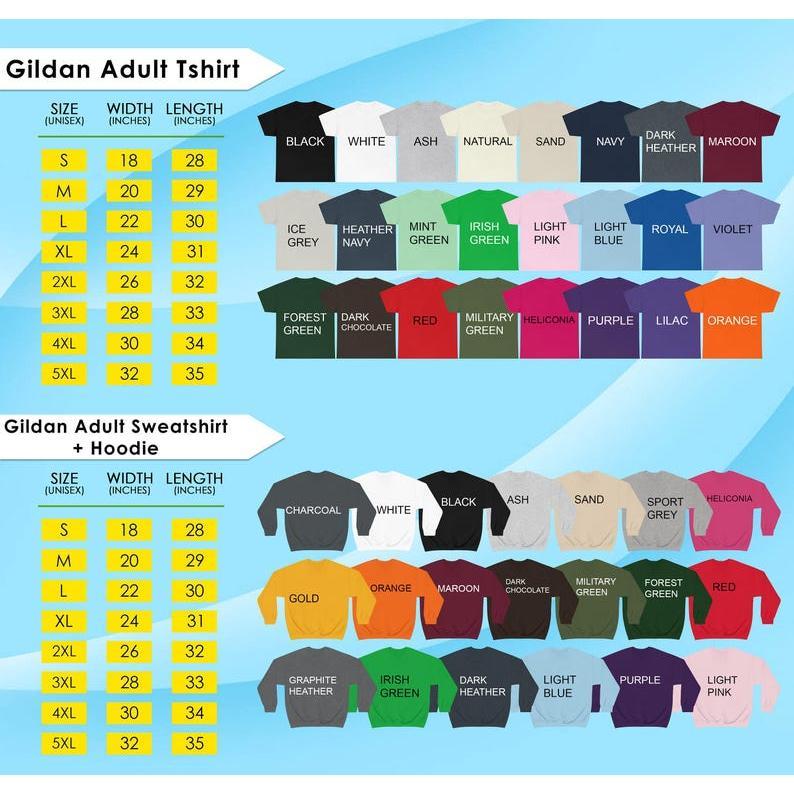 Gildan Adult Tshirt
SIZE WIDTH LENGTH
(UNISEX) (INCHES) (INCHES)
S 18 28
M 20 29
L 22 30
XL 24 31
2XL 26 32
3XL 28 33
4XL 30 34
5XL 32 35
BLACK WHITE ASH NATURAL SAND NAVY DARK HEATHER MAROON
ICE GREY HEATHER NAVY MINT GREEN IRISH GREEN LIGHT PINK LIGHT BLUE ROYAL VIOLET
FOREST GREEN DARK CHOCOLATE RED MILITARY GREEN HELICONIA PURPLE LILAC ORANGE
Gildan Adult Sweatshirt
+ Hoodie
SIZE WIDTH LENGTH
(UNISEX) (INCHES) (INCHES)
S 18 28
M 20 29
L 22 30
XL 24 31
2XL 26 32
3XL 28 33
4XL 30 34
5XL 32 35
CHARCOAL WHITE BLACK ASH SAND SPORT GREY HELICONIA
GOLD ORANGE MAROON DARK CHOCOLATE MILITARY GREEN FOREST GREEN RED
GRAPHITE HEATHER IRISH GREEN DARK HEATHER LIGHT BLUE PURPLE LIGHT PINK